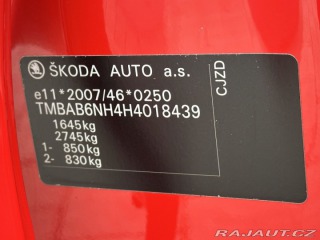 ŠKODA AUTO a.s.
e11*2007/46*0250
TMBAB6NH4H4018439
1645kg
2745kg
1- 850kg
2- 830kg
CJZD
RAJAUT.CZ